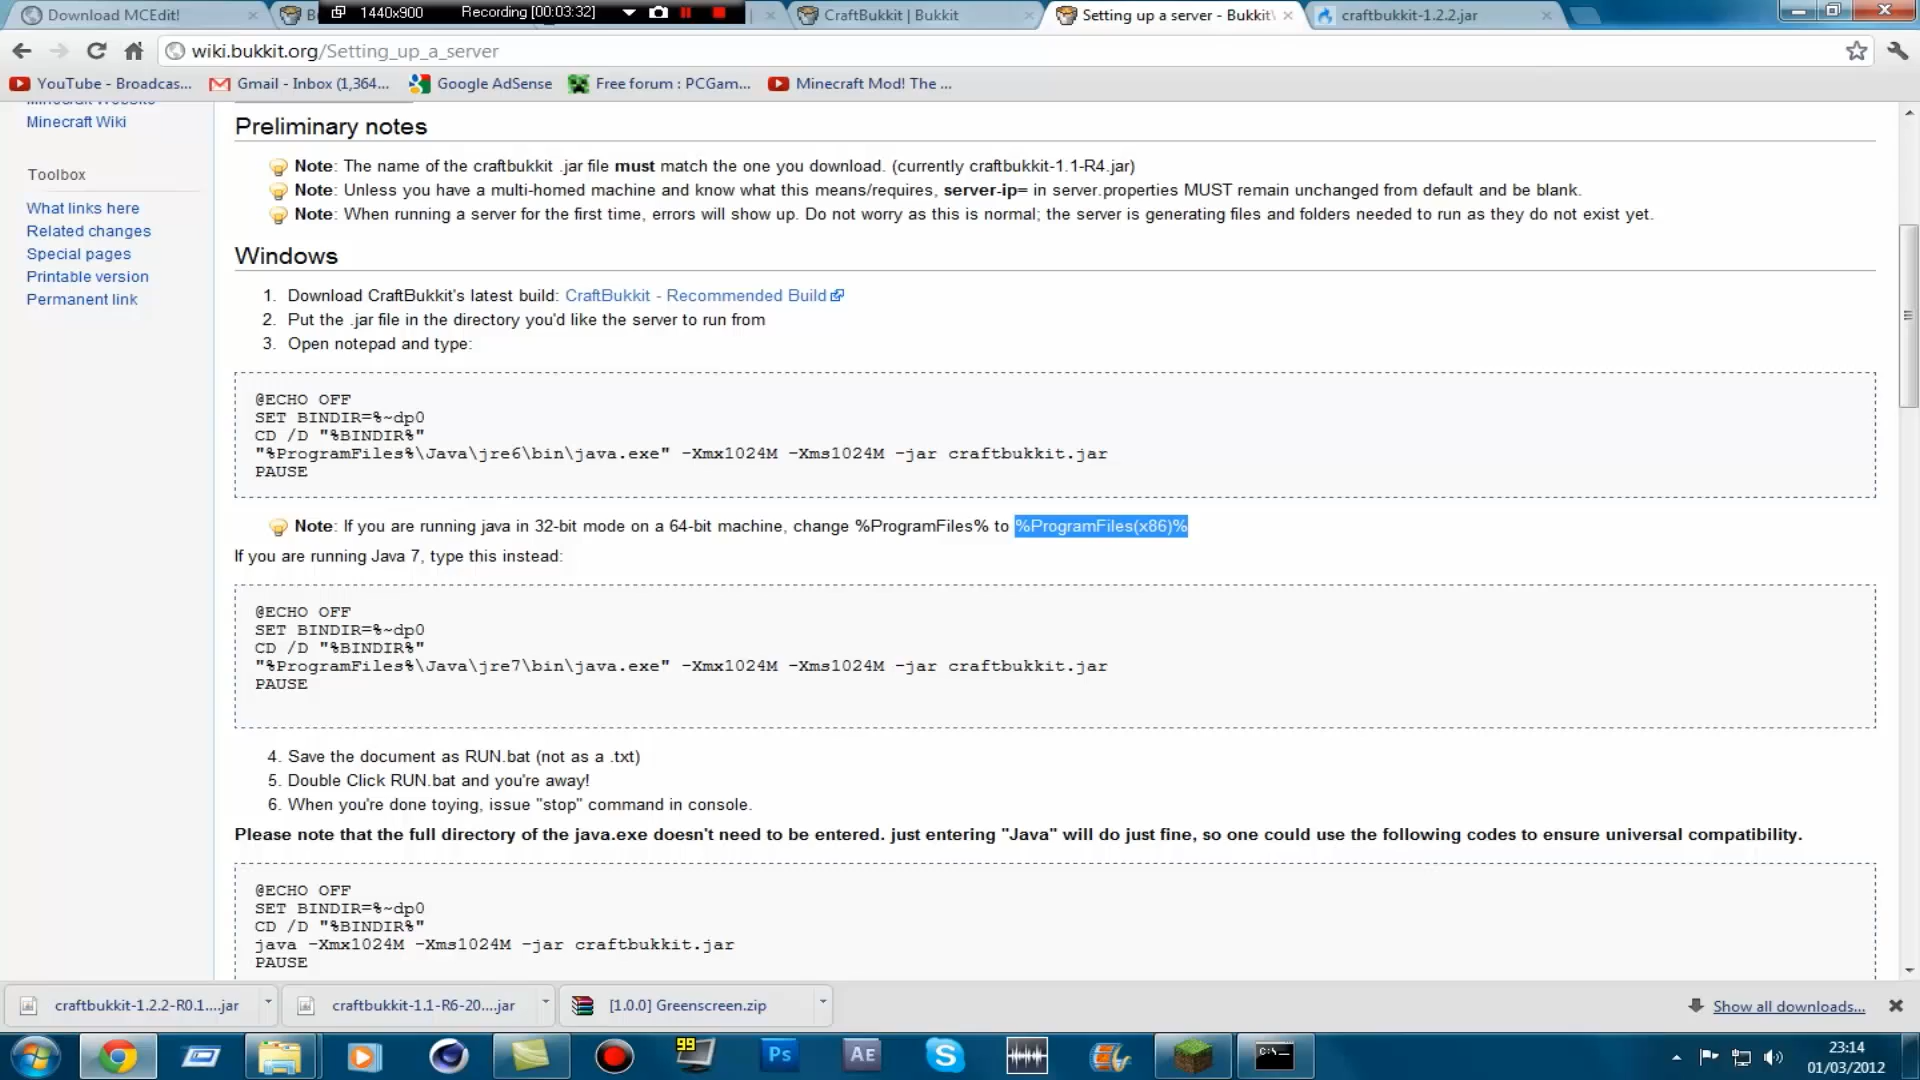 Download MCEdit!
1440x900
Recording [00:03:32]
CraftBukkit | Bukkit
Setting up a server - Bukkit
craftbukkit-1.2.2.jar
wiki.bukkit.org/Setting_up_a_server
YouTube - Broadcas...
Gmail - Inbox (1,364...
Google AdSense
Free forum : PCGam...
Minecraft Mod! The ...
Minecraft Website
Minecraft Wiki
Toolbox
What links here
Related changes
Special pages
Printable version
Permanent link
Preliminary notes
Note: The name of the craftbukkit .jar file must match the one you download. (currently craftbukkit-1.1-R4.jar)
Note: Unless you have a multi-homed machine and know what this means/requires, server-ip= in server.properties MUST remain unchanged from default and be blank.
Note: When running a server for the first time, errors will show up. Do not worry as this is normal; the server is generating files and folders needed to run as they do not exist yet.
Windows
1. Download CraftBukkit's latest build: CraftBukkit - Recommended Build
2. Put the .jar file in the directory you'd like the server to run from
3. Open notepad and type:
@ECHO OFF
SET BINDIR=%~dp0
CD /D "%BINDIR%"
"%ProgramFiles%\Java\jre6\bin\java.exe" -Xmx1024M -Xms1024M -jar craftbukkit.jar
PAUSE
Note: If you are running java in 32-bit mode on a 64-bit machine, change %ProgramFiles% to %ProgramFiles(x86)%
If you are running Java 7, type this instead:
@ECHO OFF
SET BINDIR=%~dp0
CD /D "%BINDIR%"
"%ProgramFiles%\Java\jre7\bin\java.exe" -Xmx1024M -Xms1024M -jar craftbukkit.jar
PAUSE
4. Save the document as RUN.bat (not as a .txt)
5. Double Click RUN.bat and you're away!
6. When you're done toying, issue "stop" command in console.
Please note that the full directory of the java.exe doesn't need to be entered. just entering "Java" will do just fine, so one could use the following codes to ensure universal compatibility.
@ECHO OFF
SET BINDIR=%~dp0
CD /D "%BINDIR%"
java -Xmx1024M -Xms1024M -jar craftbukkit.jar
PAUSE
craftbukkit-1.2.2-R0.1....jar
craftbukkit-1.1-R6-20....jar
[1.0.0] Greenscreen.zip
Show all downloads...
99
Ps
AE
C:\_
23:14
01/03/2012